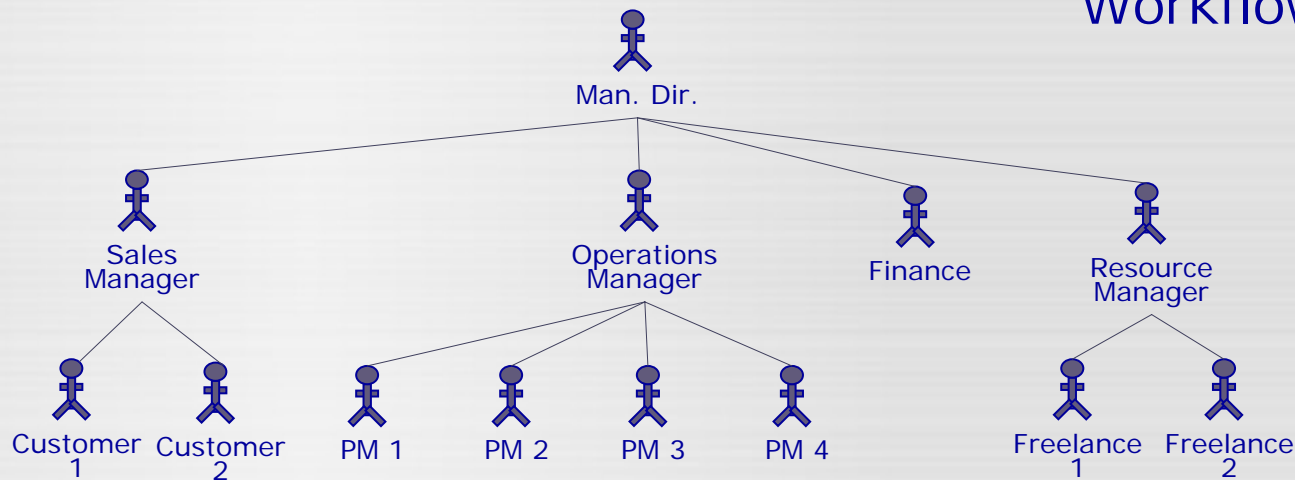 Workflow
Man. Dir.
Sales
Manager
Operations
Manager
Finance
Resource
Manager
Customer
1
Customer
2
PM 1
PM 2
PM 3
PM 4
Freelance
1
Freelance
2